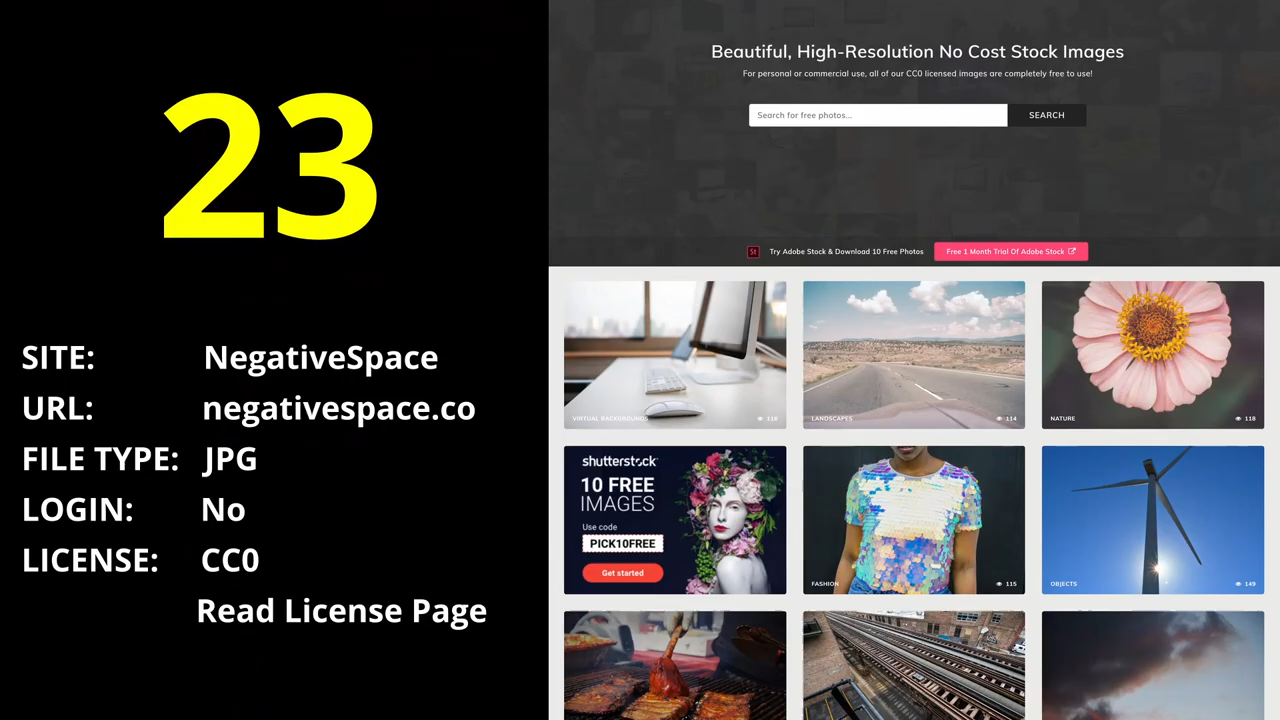 23
SITE: NegativeSpace
URL: negativespace.co
FILE TYPE: JPG
LOGIN: No
LICENSE: CC0
Read License Page
Beautiful, High-Resolution No Cost Stock Images
For personal or commercial use, all of our CC0 licensed images are completely free to use!
Search for free photos...
SEARCH
St Try Adobe Stock & Download 10 Free Photos
Free 1 Month Trial Of Adobe Stock
VIRTUAL BACKGROUNDS 116
LANDSCAPES 114
NATURE 118
shutterstock
10 FREE
IMAGES
Use code
PICK10FREE
Get started
FASHION 115
OBJECTS 149